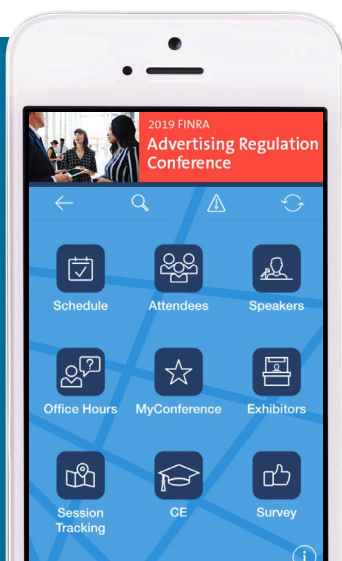 2019 FINRA
Advertising Regulation
Conference
Schedule
Attendees
Speakers
Office Hours
MyConference
Exhibitors
Session
Tracking
CE
Survey